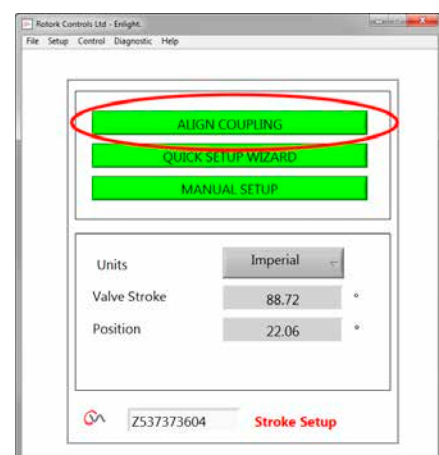 Rotork Controls Ltd - Enlight.
File Setup Control Diagnostic Help
ALIGN COUPLING
QUICK SETUP WIZARD
MANUAL SETUP
Units Imperial
Valve Stroke 88.72 °
Position 22.06 °
Z537373604 Stroke Setup